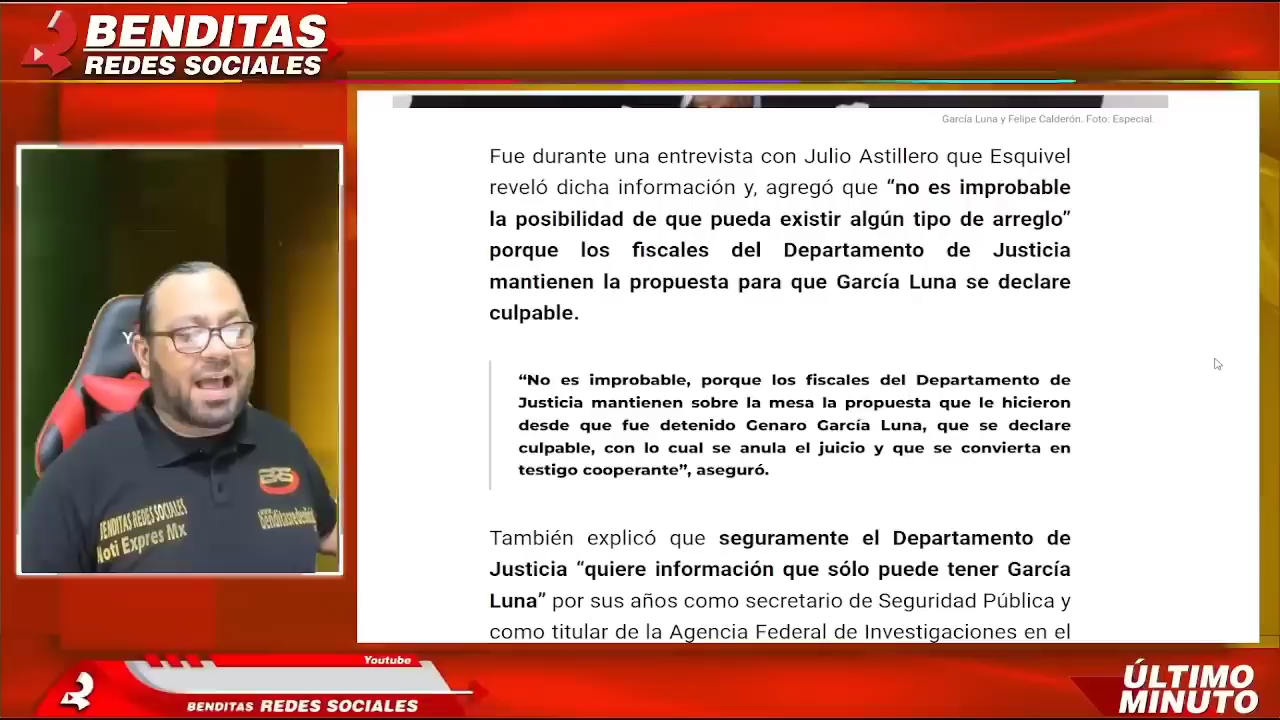 BENDITAS
REDES SOCIALES
García Luna y Felipe Calderón. Foto: Especial.
Fue durante una entrevista con Julio Astillero que Esquivel
reveló dicha información y, agregó que “no es improbable
la posibilidad de que pueda existir algún tipo de arreglo”
porque los fiscales del Departamento de Justicia
mantienen la propuesta para que García Luna se declare
culpable.
“No es improbable, porque los fiscales del Departamento de
Justicia mantienen sobre la mesa la propuesta que le hicieron
desde que fue detenido Genaro García Luna, que se declare
culpable, con lo cual se anula el juicio y que se convierta en
testigo cooperante”, aseguró.
También explicó que seguramente el Departamento de
Justicia “quiere información que sólo puede tener García
Luna” por sus años como secretario de Seguridad Pública y
como titular de la Agencia Federal de Investigaciones en el
Y
BENDITAS REDES SOCIALES
Noti Expres Mx
Youtube
BENDITAS REDES SOCIALES
ÚLTIMO
MINUTO